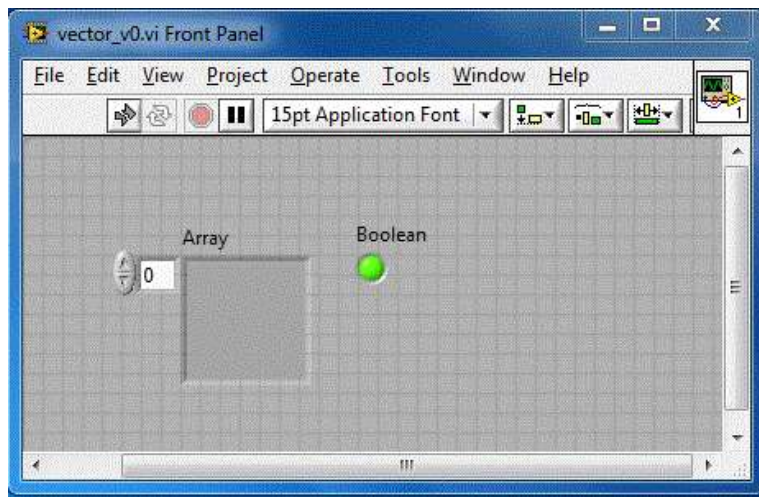 vector_v0.vi Front Panel
File Edit View Project Operate Tools Window Help
15pt Application Font
1
Array Boolean
0